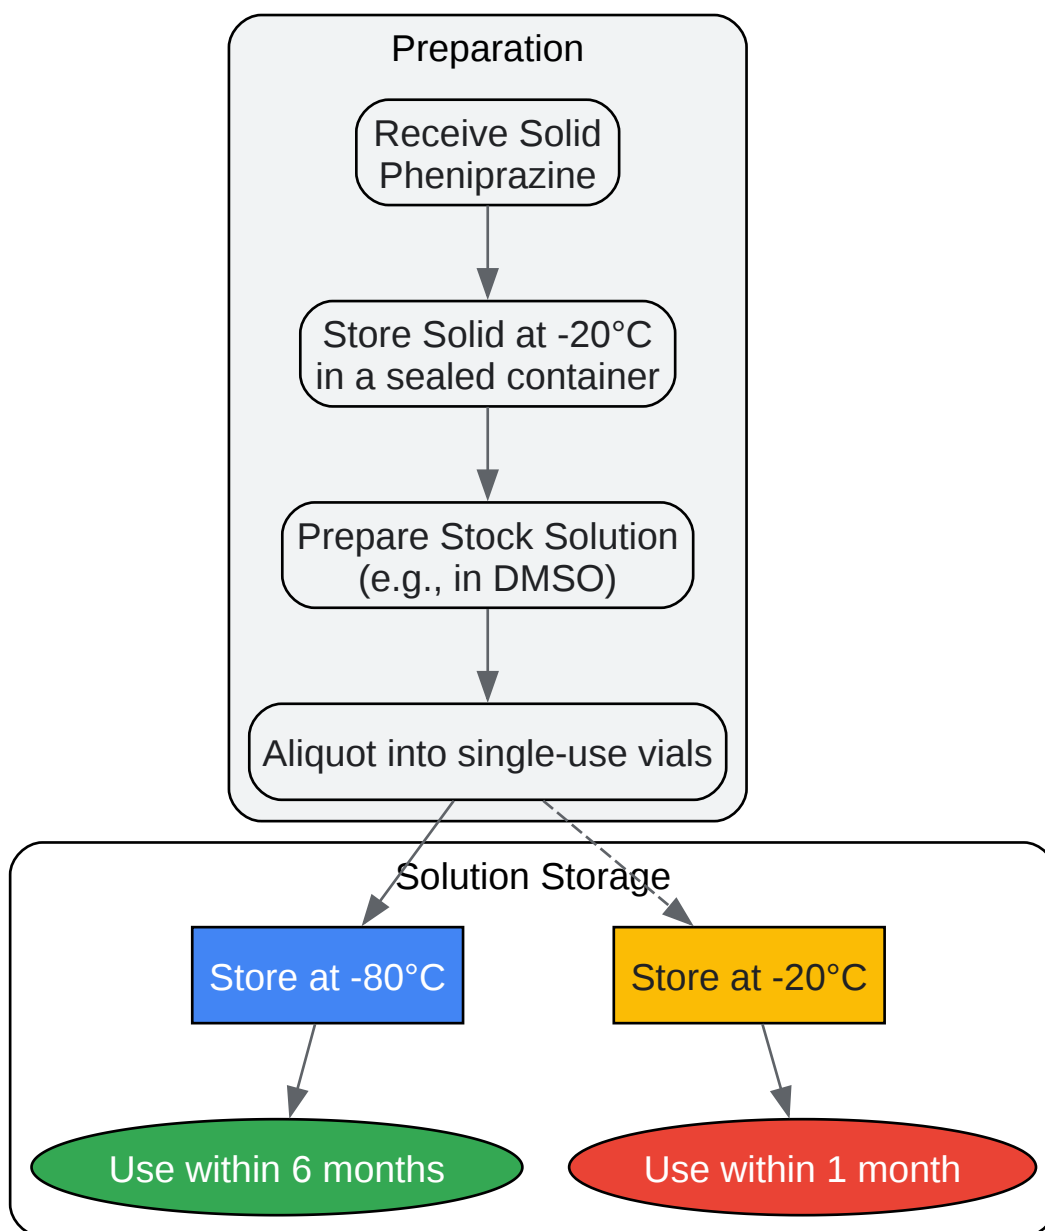 Preparation
Receive Solid
Pheniprazine
Store Solid at -20°C
in a sealed container
Prepare Stock Solution
(e.g., in DMSO)
Aliquot into single-use vials
Solution Storage
Store at -80°C
Store at -20°C
Use within 6 months
Use within 1 month